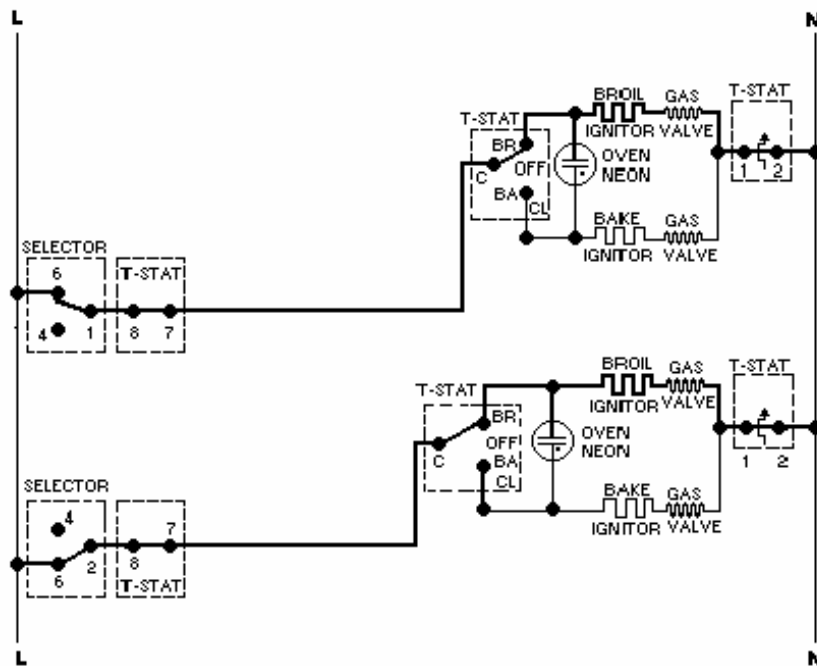 L
N
BROIL
GAS
T-STAT
T-STAT
IGNITOR
VALVE
BR
OFF
OVEN
NEON
C
1
2
BA
CL
BAKE
GAS
IGNITOR
VALVE
SELECTOR
T-STAT
6
4
1
8
7
BROIL
GAS
T-STAT
T-STAT
IGNITOR
VALVE
BR
OFF
OVEN
NEON
C
1
2
BA
CL
BAKE
GAS
IGNITOR
VALVE
SELECTOR
4
7
6
2
8
T-STAT
L
N